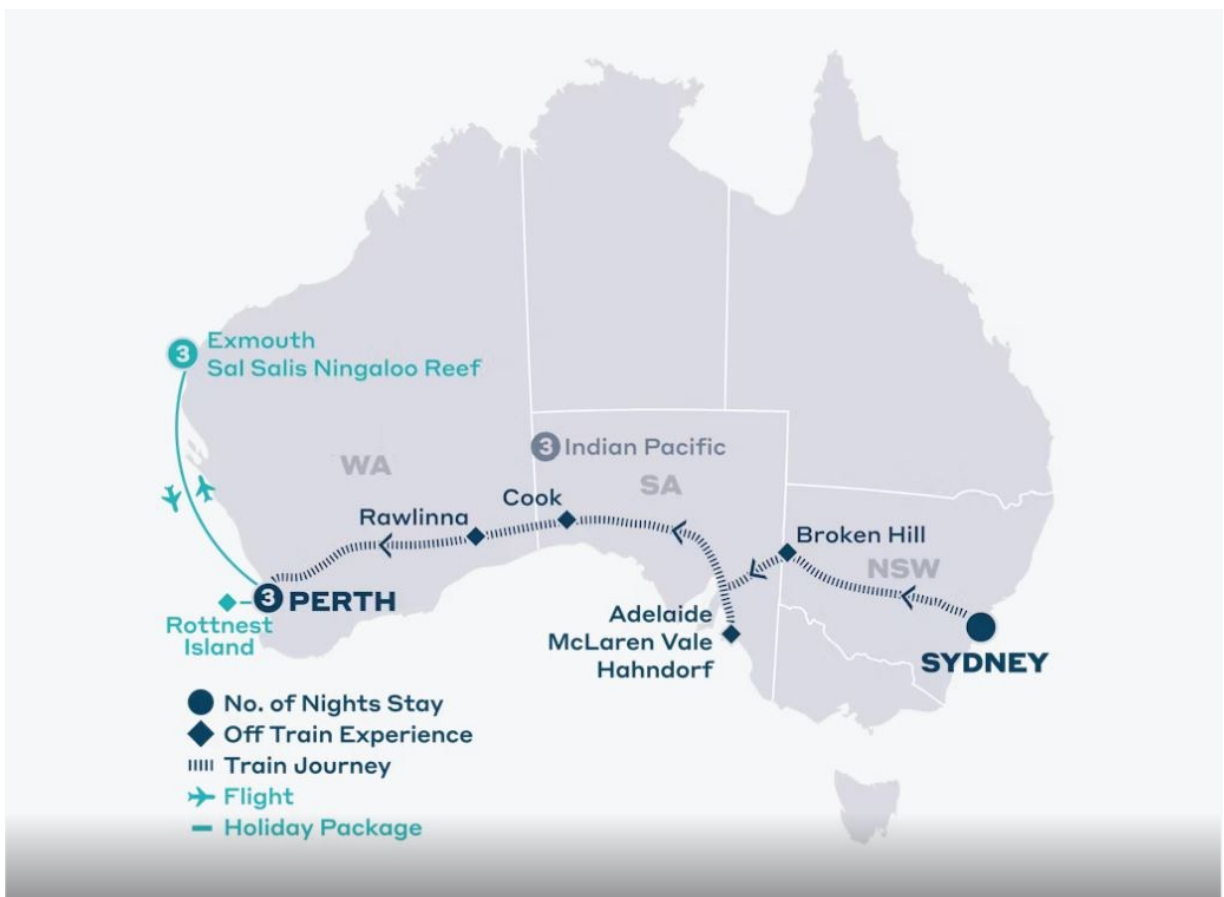 3 Exmouth
Sal Salis Ningaloo Reef
3 Indian Pacific
WA
SA
Cook
Rawlinna
Broken Hill
NSW
3 PERTH
Rottnest
Island
Adelaide
McLaren Vale
Hahndorf
SYDNEY
No. of Nights Stay
Off Train Experience
Train Journey
Flight
Holiday Package